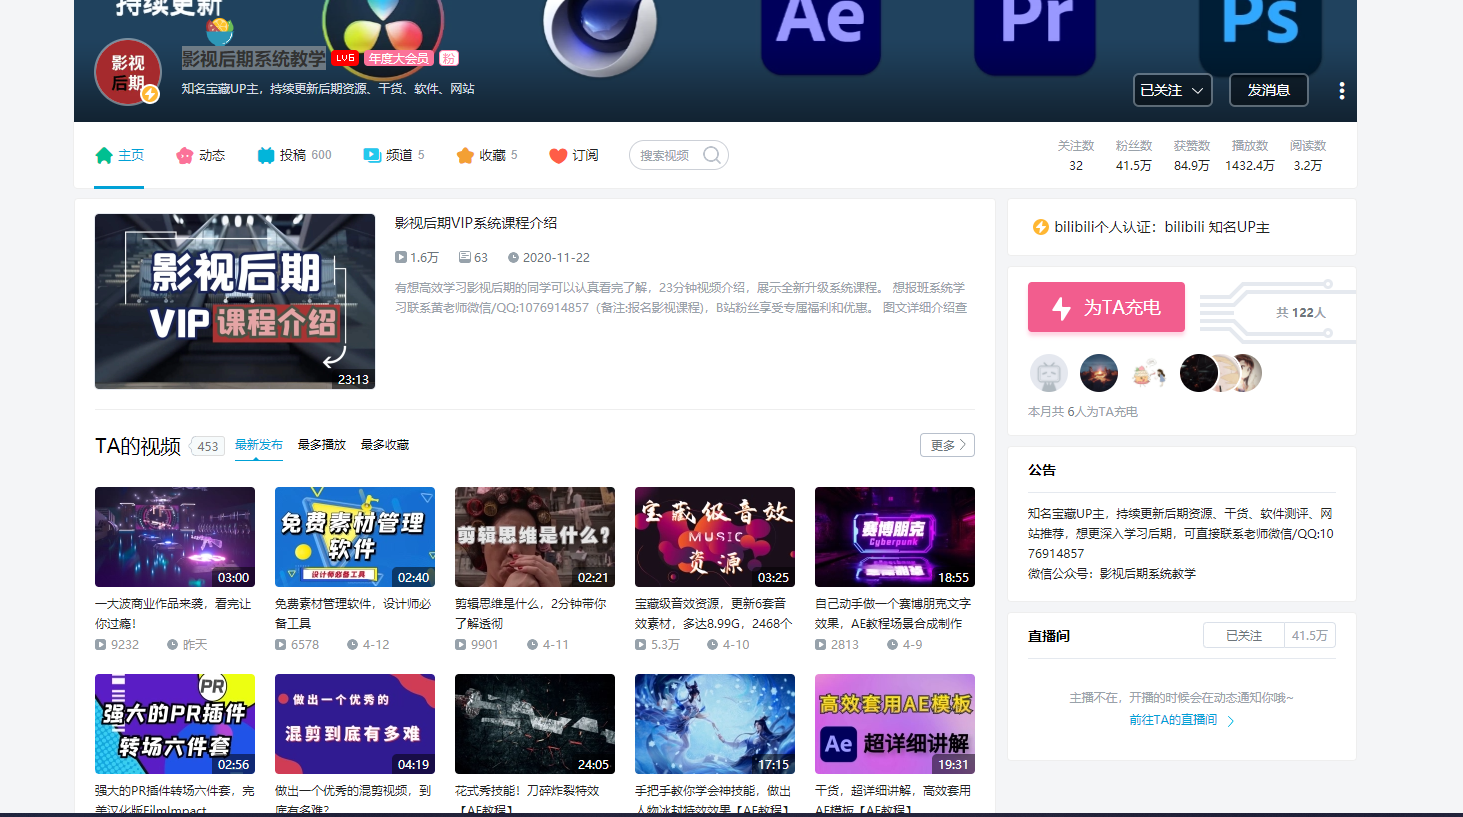 持续更新
Ae
Pr
Ps
影视
后期
影视后期系统教学 LV6 年度大会员 粉
知名宝藏UP主，持续更新后期资源、干货、软件、网站
已关注
发消息
主页
动态
投稿 600
频道 5
收藏 5
订阅
搜索视频
关注数 粉丝数 获赞数 播放数 阅读数
32 41.5万 84.9万 1432.4万 3.2万
影视后期
VIP 课程介绍
23:13
影视后期VIP系统课程介绍
1.6万 63 2020-11-22
有想高效学习影视后期的同学可以认真看完了解，23分钟视频介绍，展示全新升级系统课程。 想报班系统学
习联系黄老师微信/QQ:1076914857（备注:报名影视课程)，B站粉丝享受专属福利和优惠。 图文详细介绍查
TA的视频 453 最新发布 最多播放 最多收藏
更多
03:00
一大波商业作品来袭，看完让
你过瘾！
9232 昨天
免费素材管理
软件
设计师必备工具
02:40
免费素材管理软件，设计师必
备工具
6578 4-12
剪辑思维是什么?
02:21
剪辑思维是什么，2分钟带你
了解透彻
9901 4-11
宝藏级音效
MUSIC
资源
03:25
宝藏级音效资源，更新6套音
效素材，多达8.99G，2468个
5.3万 4-10
赛博朋克
Cyberpunk
18:55
自己动手做一个赛博朋克文字
效果，AE教程场景合成制作
2813 4-9
PR
强大的PR插件
转场六件套
02:56
强大的PR插件转场六件套，完
美汉化版FilmImpact
做出一个优秀的
混剪到底有多难
04:19
做出一个优秀的混剪视频，到
底有多难？
24:05
花式秀技能！刀碎炸裂特效
【AE教程】
17:15
手把手教你学会神技能，做出
人物冰封特效效果【AE教程】
高效套用AE模板
Ae 超详细讲解
19:31
干货，超详细讲解，高效套用
AE模板【AE教程】
bilibili个人认证：bilibili 知名UP主
为TA充电
共 122人
本月共 6人为TA充电
公告
知名宝藏UP主，持续更新后期资源、干货、软件测评、网
站推荐，想更深入学习后期，可直接联系老师微信/QQ:10
76914857
微信公众号：影视后期系统教学
直播间
已关注 41.5万
主播不在，开播的时候会在动态通知你哦~
前往TA的直播间